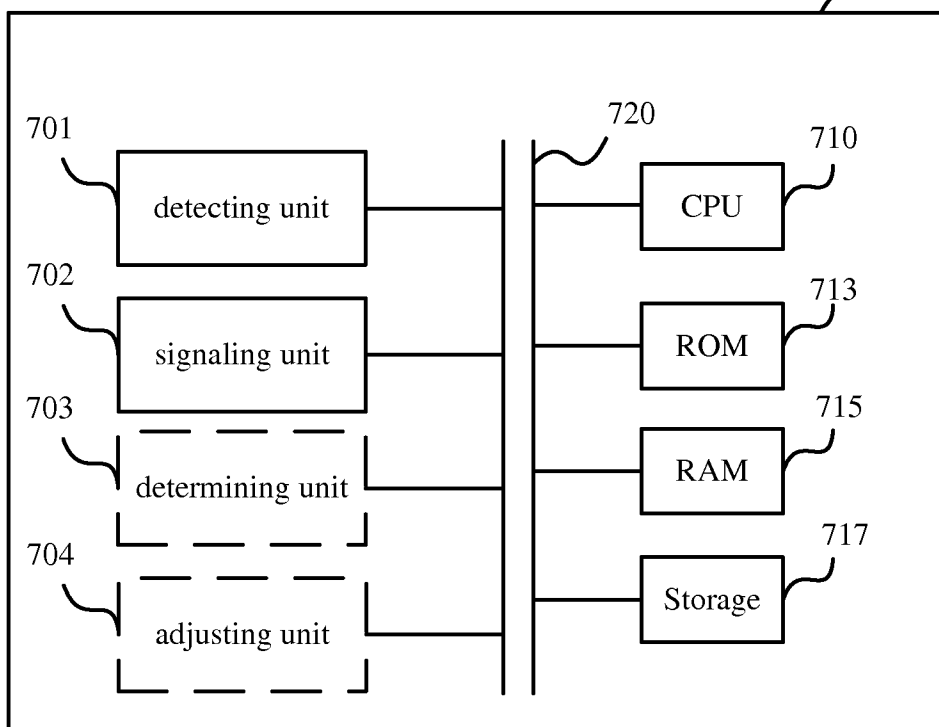 701
detecting unit
702
signaling unit
703
determining unit
704
adjusting unit
720
710
CPU
713
ROM
715
RAM
717
Storage